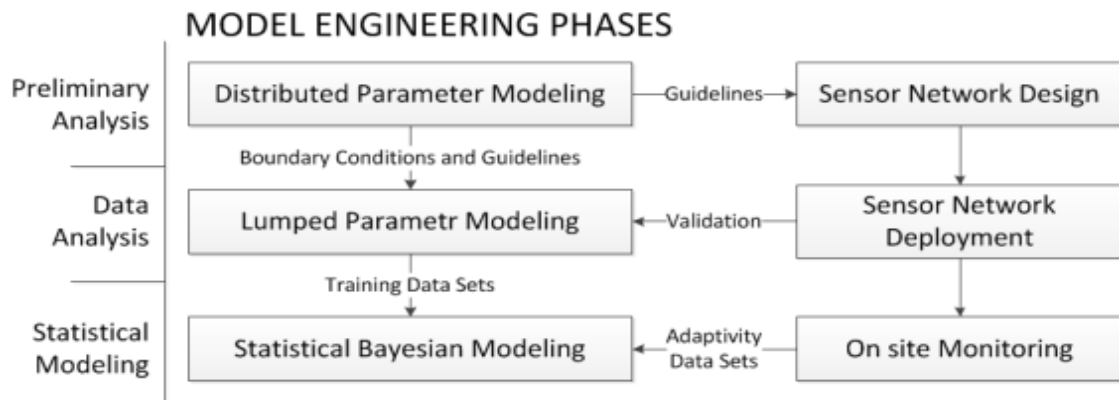 MODEL ENGINEERING PHASES
Preliminary
Analysis
Distributed Parameter Modeling
Guidelines
Sensor Network Design
Boundary Conditions and Guidelines
Data
Analysis
Lumped Parametr Modeling
Validation
Sensor Network
Deployment
Training Data Sets
Statistical
Modeling
Statistical Bayesian Modeling
Adaptivity
Data Sets
On site Monitoring